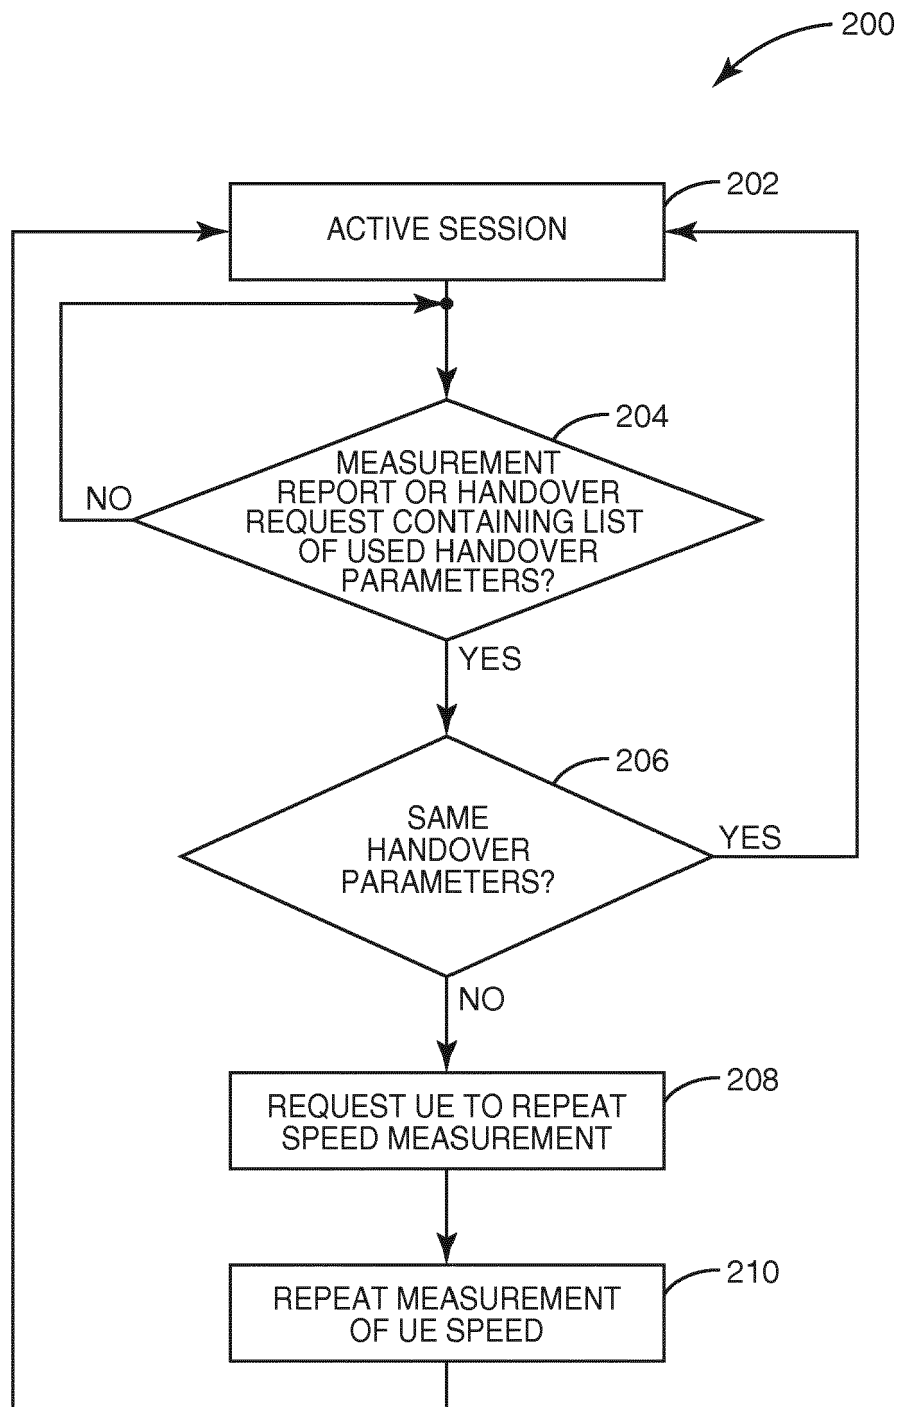 200
202
ACTIVE SESSION
204
MEASUREMENT
REPORT OR HANDOVER
REQUEST CONTAINING LIST
OF USED HANDOVER
PARAMETERS?
NO
YES
206
SAME
HANDOVER
PARAMETERS?
YES
NO
208
REQUEST UE TO REPEAT
SPEED MEASUREMENT
210
REPEAT MEASUREMENT
OF UE SPEED